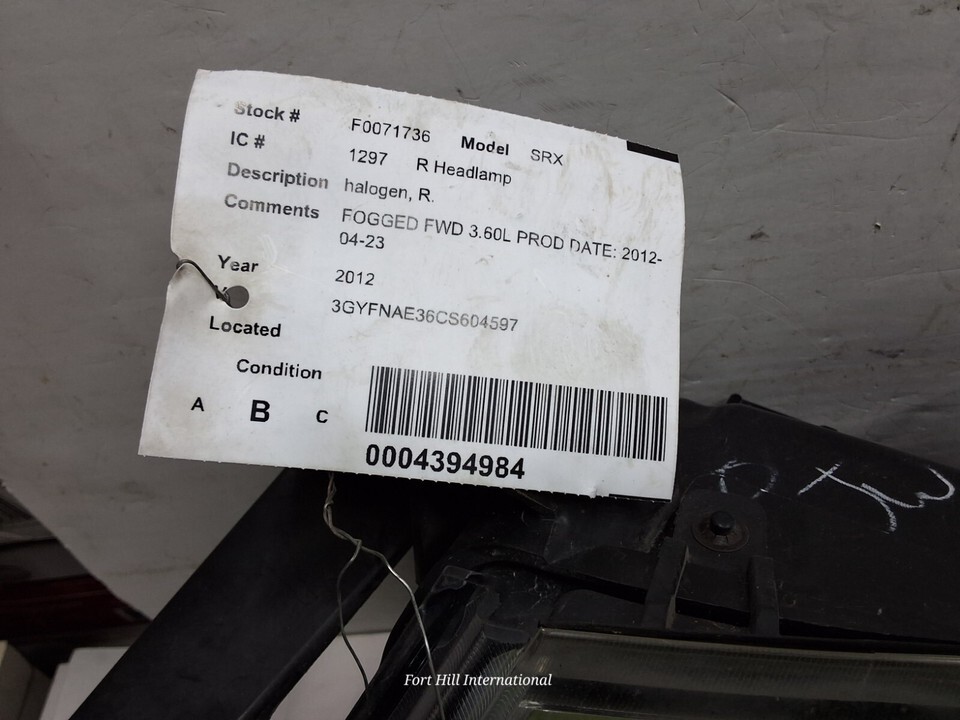 Stock # F0071736 Model SRX
IC # 1297 R Headlamp
Description halogen, R.
Comments FOGGED FWD 3.60L PROD DATE: 2012-
04-23
Year 2012
3GYFNAE36CS604597
Located
Condition
A B C
0004394984
Fort Hill International